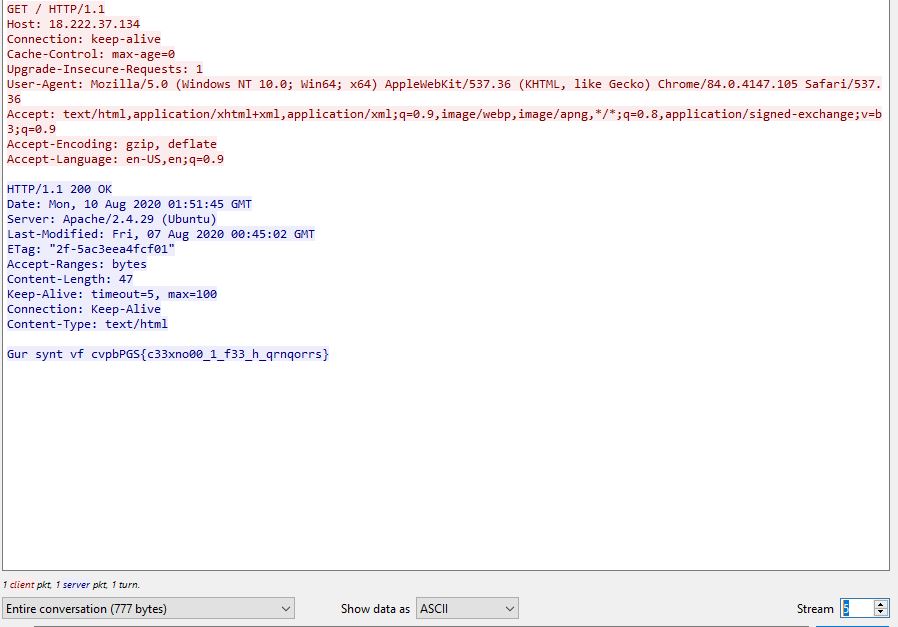 GET / HTTP/1.1
Host: 18.222.37.134
Connection: keep-alive
Cache-Control: max-age=0
Upgrade-Insecure-Requests: 1
User-Agent: Mozilla/5.0 (Windows NT 10.0; Win64; x64) AppleWebKit/537.36 (KHTML, like Gecko) Chrome/84.0.4147.105 Safari/537.
36
Accept: text/html,application/xhtml+xml,application/xml;q=0.9,image/webp,image/apng,*/*;q=0.8,application/signed-exchange;v=b
3;q=0.9
Accept-Encoding: gzip, deflate
Accept-Language: en-US,en;q=0.9
HTTP/1.1 200 OK
Date: Mon, 10 Aug 2020 01:51:45 GMT
Server: Apache/2.4.29 (Ubuntu)
Last-Modified: Fri, 07 Aug 2020 00:45:02 GMT
ETag: "2f-5ac3eea4fcf01"
Accept-Ranges: bytes
Content-Length: 47
Keep-Alive: timeout=5, max=100
Connection: Keep-Alive
Content-Type: text/html
Gur synt vf cvpbPGS{c33xno00_1_f33_h_qrnqorrs}
1 client pkt, 1 server pkt, 1 turn.
Entire conversation (777 bytes) Show data as ASCII Stream 5